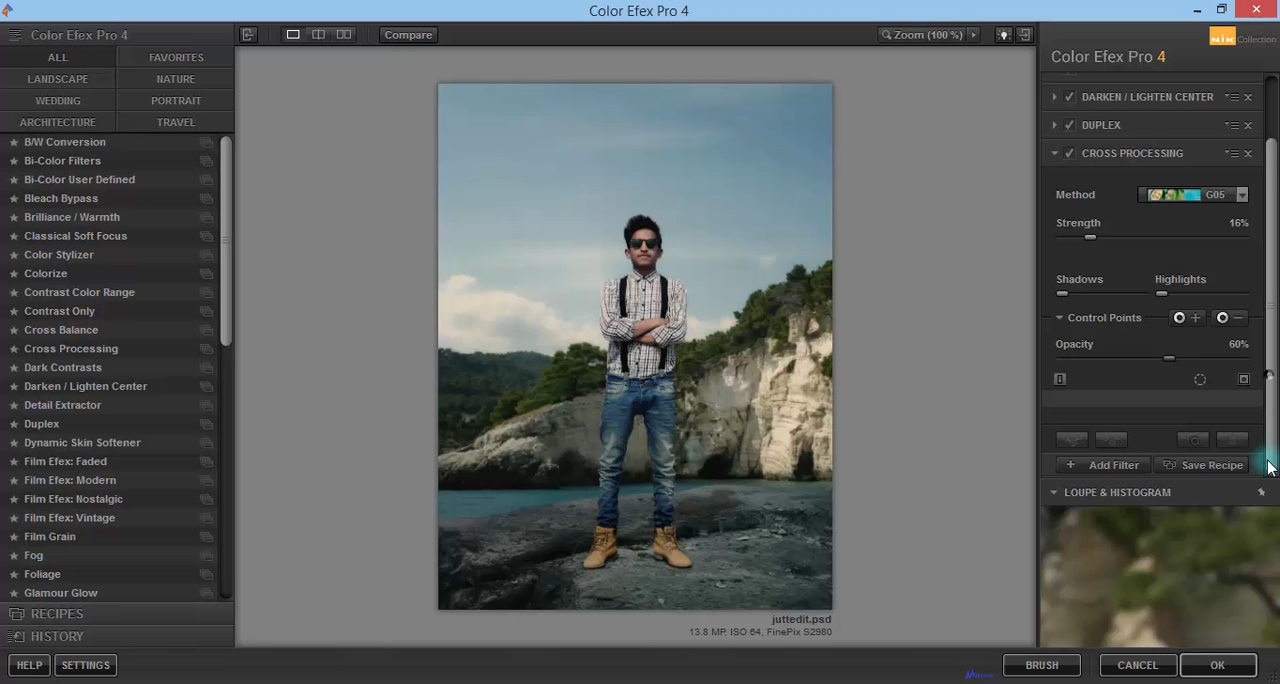 Color Efex Pro 4
Color Efex Pro 4
Compare
Zoom (100 %)
Nik Collection
Color Efex Pro 4
ALL
FAVORITES
LANDSCAPE
NATURE
WEDDING
PORTRAIT
ARCHITECTURE
TRAVEL
B/W Conversion
Bi-Color Filters
Bi-Color User Defined
Bleach Bypass
Brilliance / Warmth
Classical Soft Focus
Color Stylizer
Colorize
Contrast Color Range
Contrast Only
Cross Balance
Cross Processing
Dark Contrasts
Darken / Lighten Center
Detail Extractor
Duplex
Dynamic Skin Softener
Film Efex: Faded
Film Efex: Modern
Film Efex: Nostalgic
Film Efex: Vintage
Film Grain
Fog
Foliage
Glamour Glow
RECIPES
HISTORY
HELP
SETTINGS
juttedit.psd
13.8 MP, ISO 64, FinePix S2980
DARKEN / LIGHTEN CENTER
DUPLEX
CROSS PROCESSING
Method G05
Strength 16%
Shadows Highlights
Control Points
Opacity 60%
Add Filter Save Recipe
LOUPE & HISTOGRAM
BRUSH CANCEL OK